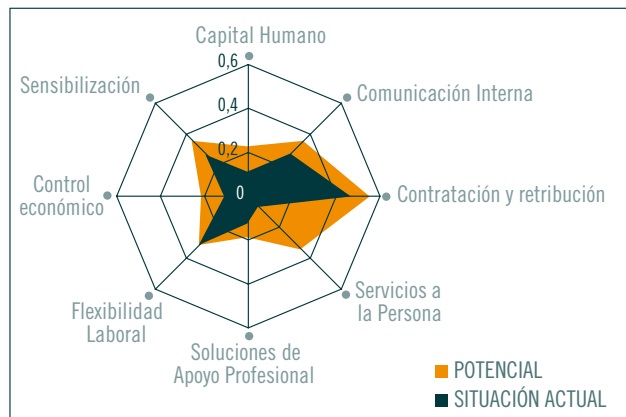 Capital Humano
0,6
Sensibilización
Comunicación Interna
0,4
0,2
Control
económico
0
Contratación y retribución
Servicios a
la Persona
Flexibilidad
Laboral
Soluciones de
Apoyo Profesional
POTENCIAL
SITUACIÓN ACTUAL